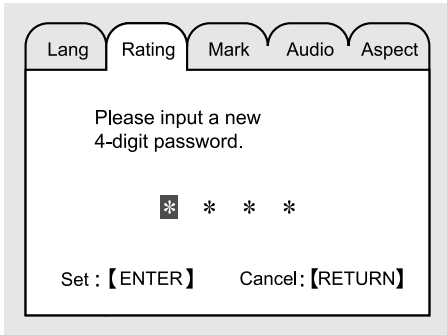 Lang Rating Mark Audio Aspect
Please input a new
4-digit password.
* * * *
Set :【ENTER】 Cancel:【RETURN】